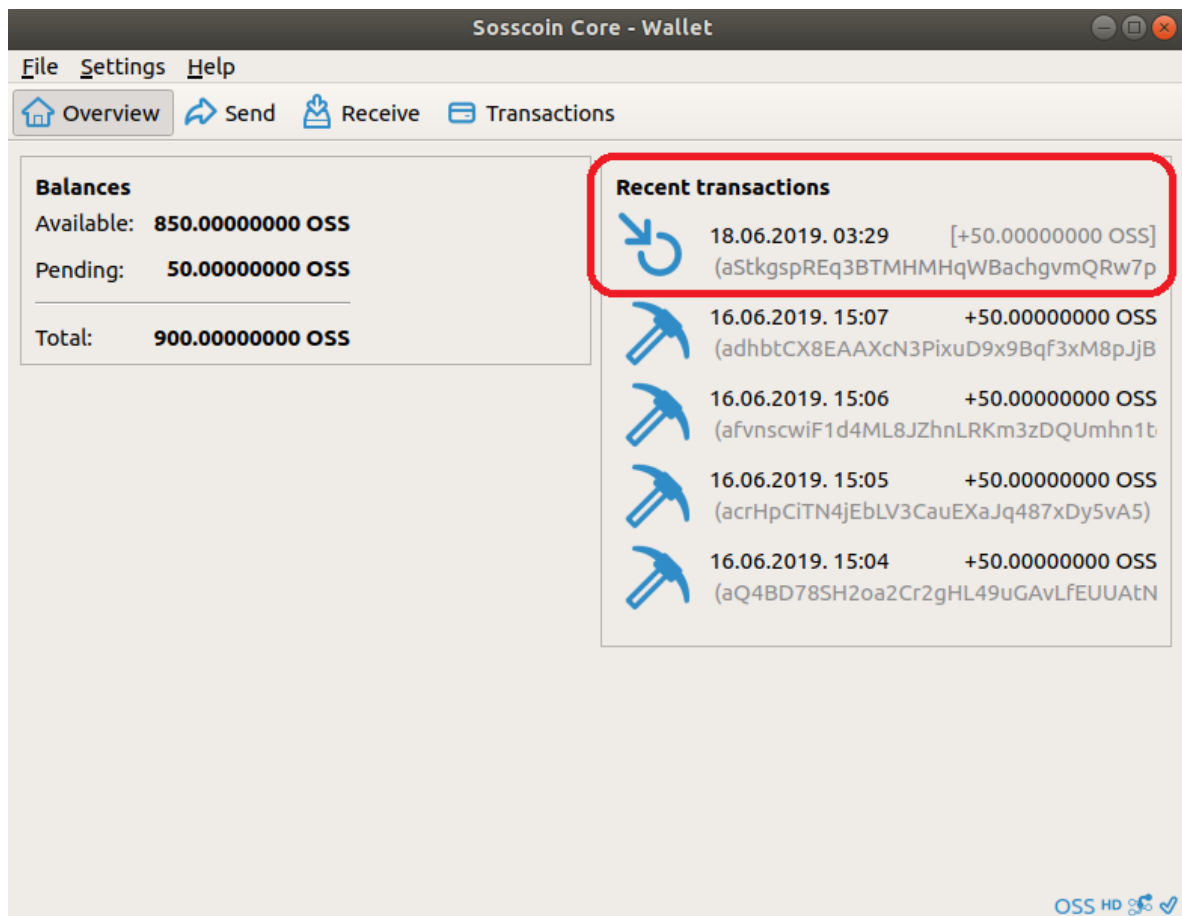 Sosscoin Core - Wallet
File Settings Help
Overview Send Receive Transactions
Balances
Available: 850.00000000 OSS
Pending: 50.00000000 OSS
Total: 900.00000000 OSS
Recent transactions
18.06.2019. 03:29 [+50.00000000 OSS]
(aStkgspREq3BTMHMHqWBachgvmQRw7p
16.06.2019. 15:07 +50.00000000 OSS
(adhbtCX8EAAXcN3PixuD9x9Bqf3xM8pJjB
16.06.2019. 15:06 +50.00000000 OSS
(afvnscwiF1d4ML8JZhnLRKm3zDQUmhn1t
16.06.2019. 15:05 +50.00000000 OSS
(acrHpCiTN4jEbLV3CauEXaJq487xDy5vA5)
16.06.2019. 15:04 +50.00000000 OSS
(aQ4BD78SH2oa2Cr2gHL49uGAvLfEUUAtN
OSS HD